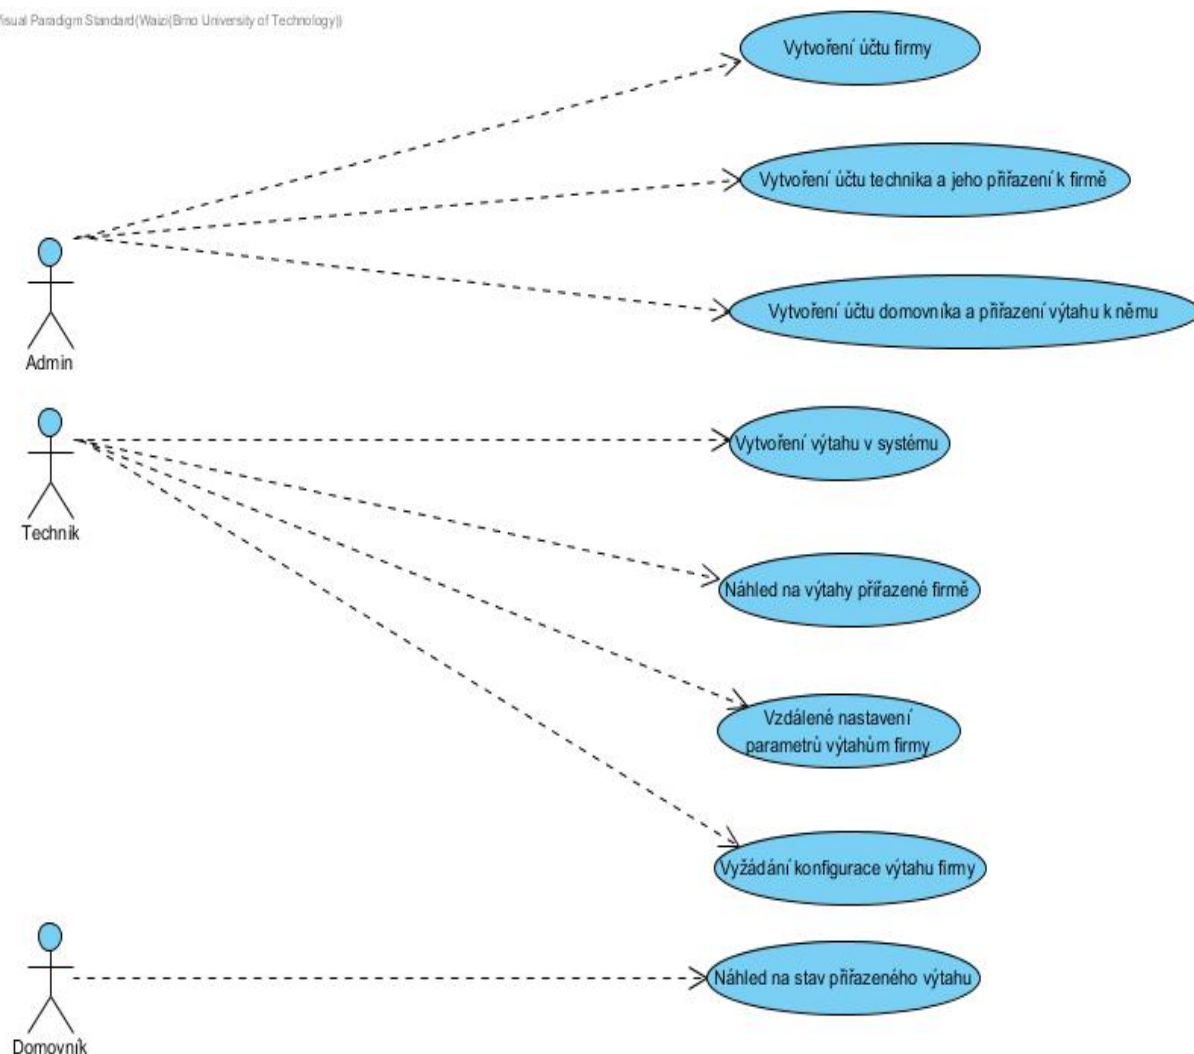 Visual Paradigm Standard(Waizi(Brno University of Technology))
Vytvoření účtu firmy
Vytvoření účtu technika a jeho přiřazení k firmě
Vytvoření účtu domovníka a přiřazení výtahu k němu
Admin
Vytvoření výtahu v systému
Technik
Náhled na výtahy přiřazené firmě
Vzdálené nastavení
parametrů výtahům firmy
Vyžádání konfigurace výtahu firmy
Náhled na stav přiřazeného výtahu
Domovník